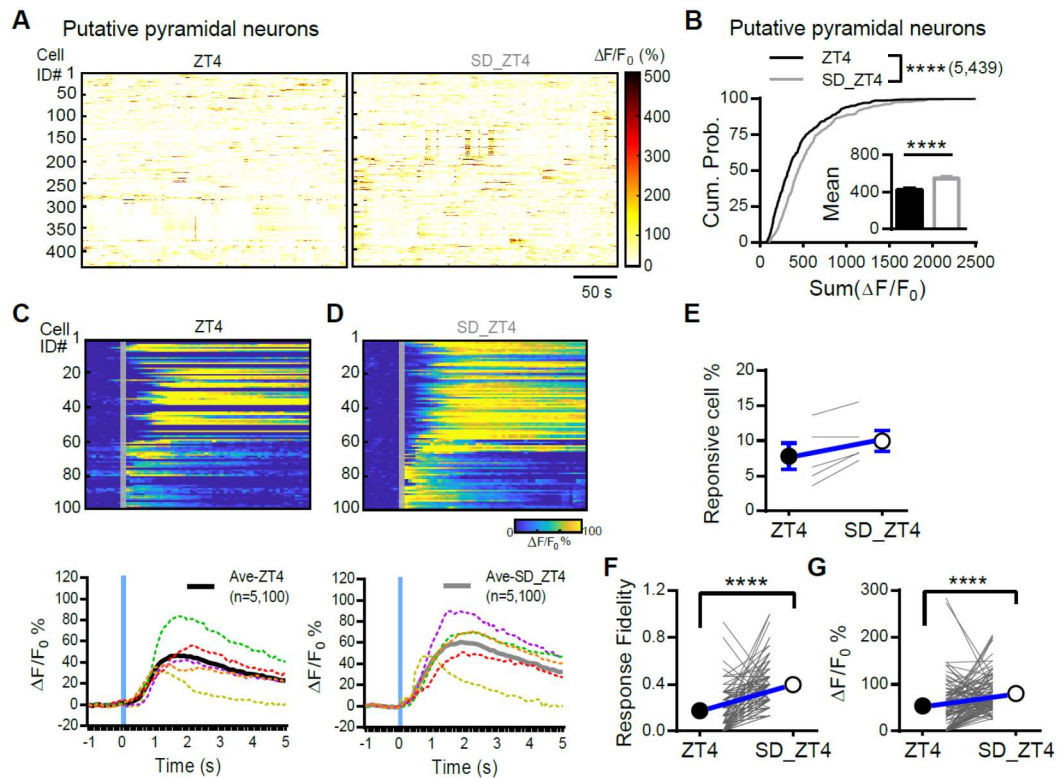 A
Putative pyramidal neurons
Cell
ID#
ZT4
SD_ZT4
ΔF/F0 (%)
1
50
100
150
200
250
300
350
400
500
400
300
200
100
0
50 s
B
Putative pyramidal neurons
ZT4
SD_ZT4
****(5,439)
Cum. Prob.
100
75
50
25
0
0 500 1000 1500 2000 2500
Sum(ΔF/F0)
Mean
800
400
0
****
C
Cell
ID#
ZT4
1
20
40
60
80
100
D
SD_ZT4
1
20
40
60
80
100
0 100
ΔF/F0 %
E
Reponsive cell %
20
15
10
5
0
ZT4 SD_ZT4
ΔF/F0 %
120
100
80
60
40
20
0
-20
Ave-ZT4
(n=5,100)
-1 0 1 2 3 4 5
Time (s)
ΔF/F0 %
120
100
80
60
40
20
0
-20
Ave-SD_ZT4
(n=5,100)
-1 0 1 2 3 4 5
Time (s)
F
Response Fidelity
1.2
0.8
0.4
0.0
****
ZT4 SD_ZT4
G
ΔF/F0 %
300
200
100
0
****
ZT4 SD_ZT4